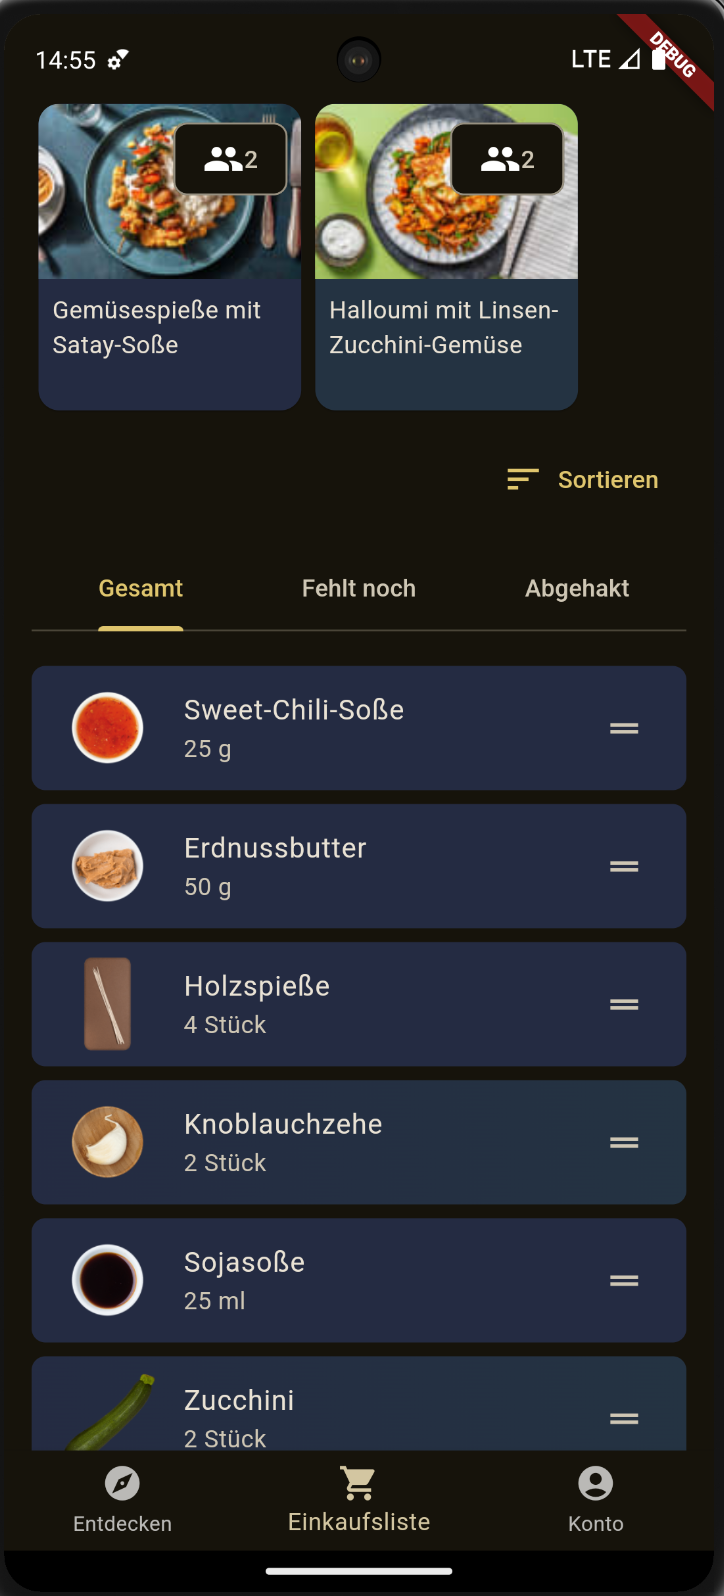 14:55
LTE
DEBUG
2
2
Gemüsespieße mit
Satay-Soße
Halloumi mit Linsen-
Zucchini-Gemüse
Sortieren
Gesamt
Fehlt noch
Abgehakt
Sweet-Chili-Soße
25 g
Erdnussbutter
50 g
Holzspieße
4 Stück
Knoblauchzehe
2 Stück
Sojasoße
25 ml
Zucchini
2 Stück
Entdecken
Einkaufsliste
Konto